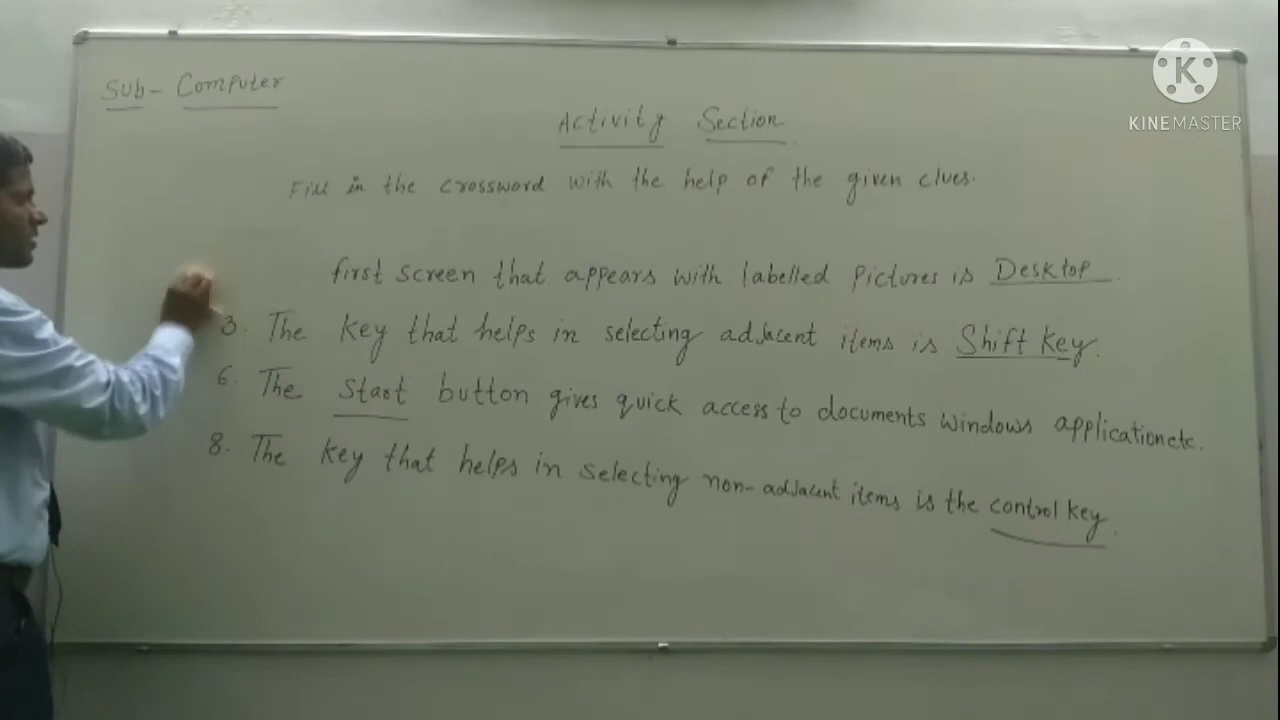 Sub- Computer
K
KINEMASTER
Activity Section
Fill in the crossword with the help of the given clues.
first screen that appears with labelled pictures is Desktop
3. The key that helps in selecting adjacent items is Shift key.
6. The Start button gives quick access to documents windows application etc.
8. The key that helps in selecting non-adjacent items is the control key.